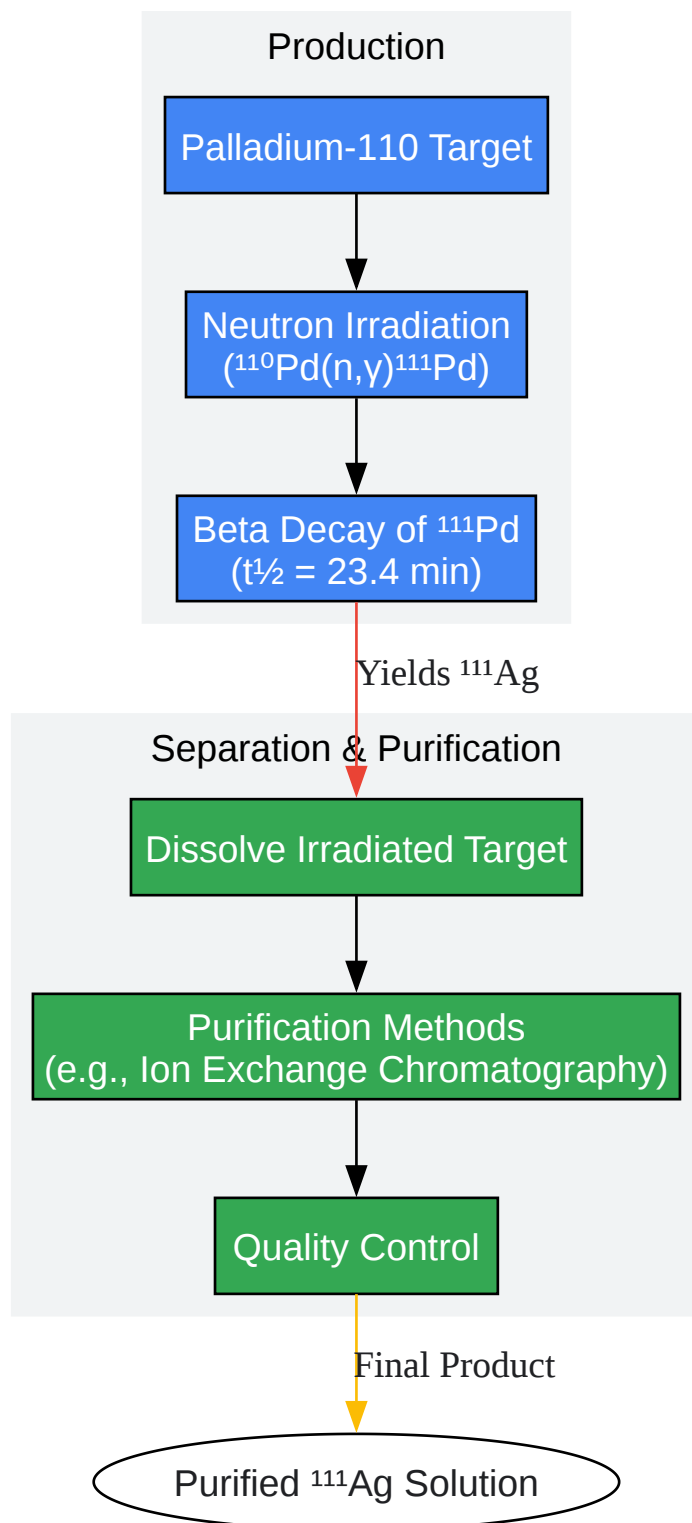 Production
Palladium-110 Target
Neutron Irradiation
(¹¹⁰Pd(n,γ)¹¹¹Pd)
Beta Decay of ¹¹¹Pd
(t½ = 23.4 min)
Yields ¹¹¹Ag
Separation & Purification
Dissolve Irradiated Target
Purification Methods
(e.g., Ion Exchange Chromatography)
Quality Control
Final Product
Purified ¹¹¹Ag Solution